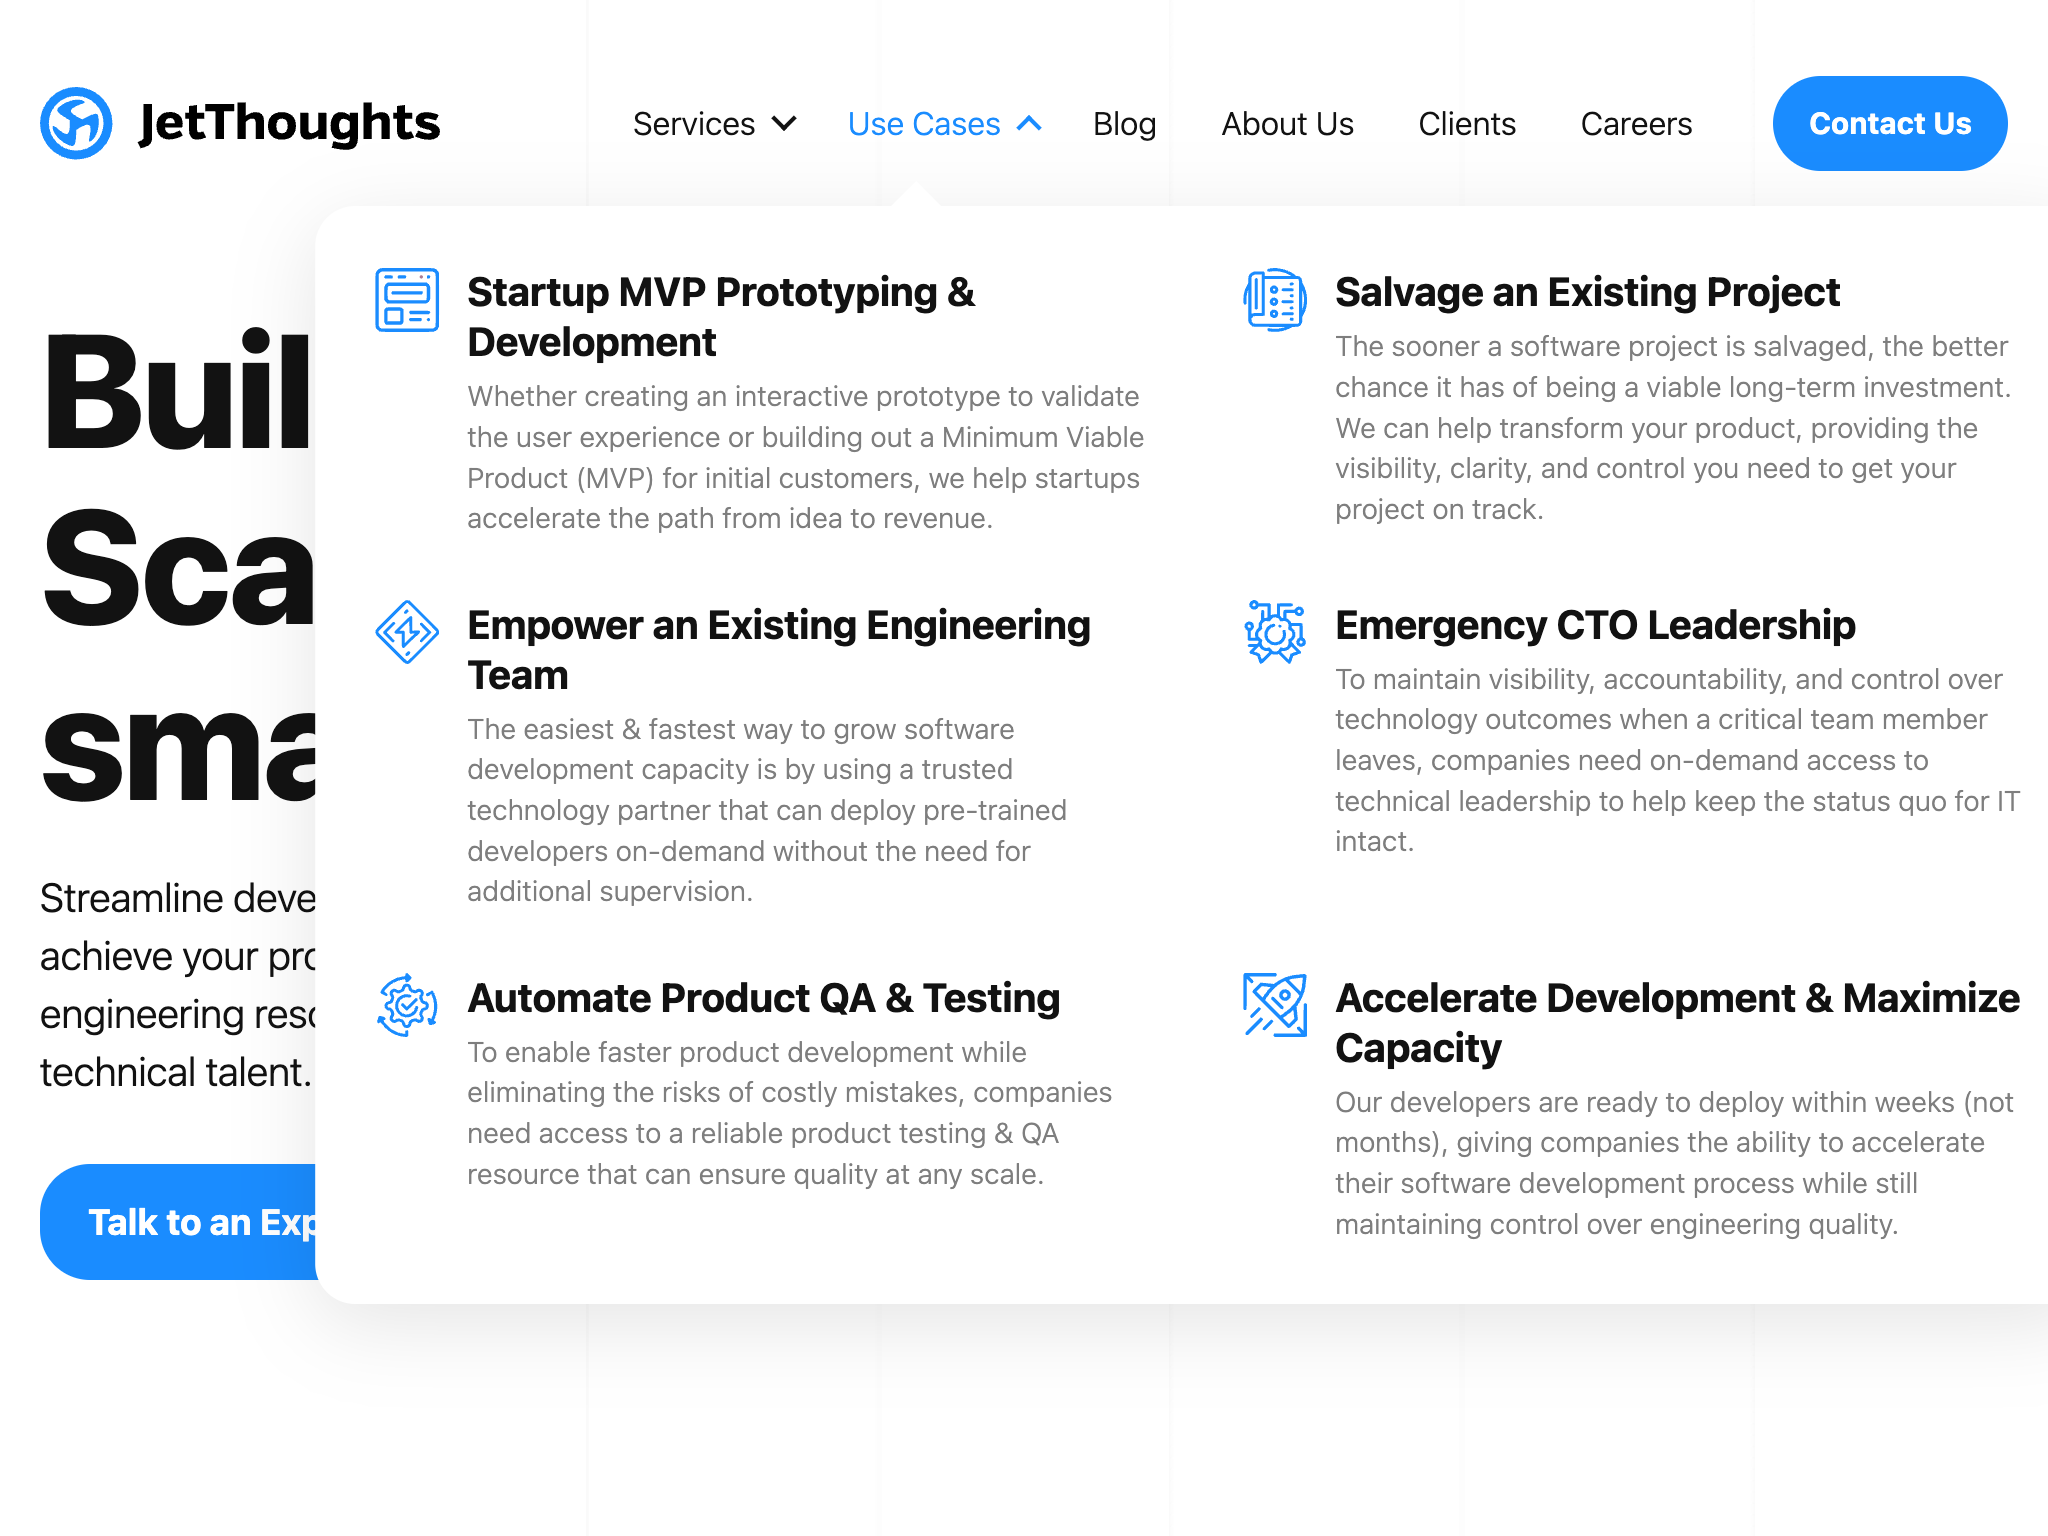 JetThoughts
Services
Use Cases
Blog
About Us
Clients
Careers
Contact Us
Buil
Sca
sma
Streamline deve
achieve your pro
engineering reso
technical talent.
Talk to an Exp
Startup MVP Prototyping &
Development
Whether creating an interactive prototype to validate
the user experience or building out a Minimum Viable
Product (MVP) for initial customers, we help startups
accelerate the path from idea to revenue.
Salvage an Existing Project
The sooner a software project is salvaged, the better
chance it has of being a viable long-term investment.
We can help transform your product, providing the
visibility, clarity, and control you need to get your
project on track.
Empower an Existing Engineering
Team
The easiest & fastest way to grow software
development capacity is by using a trusted
technology partner that can deploy pre-trained
developers on-demand without the need for
additional supervision.
Emergency CTO Leadership
To maintain visibility, accountability, and control over
technology outcomes when a critical team member
leaves, companies need on-demand access to
technical leadership to help keep the status quo for IT
intact.
Automate Product QA & Testing
To enable faster product development while
eliminating the risks of costly mistakes, companies
need access to a reliable product testing & QA
resource that can ensure quality at any scale.
Accelerate Development & Maximize
Capacity
Our developers are ready to deploy within weeks (not
months), giving companies the ability to accelerate
their software development process while still
maintaining control over engineering quality.